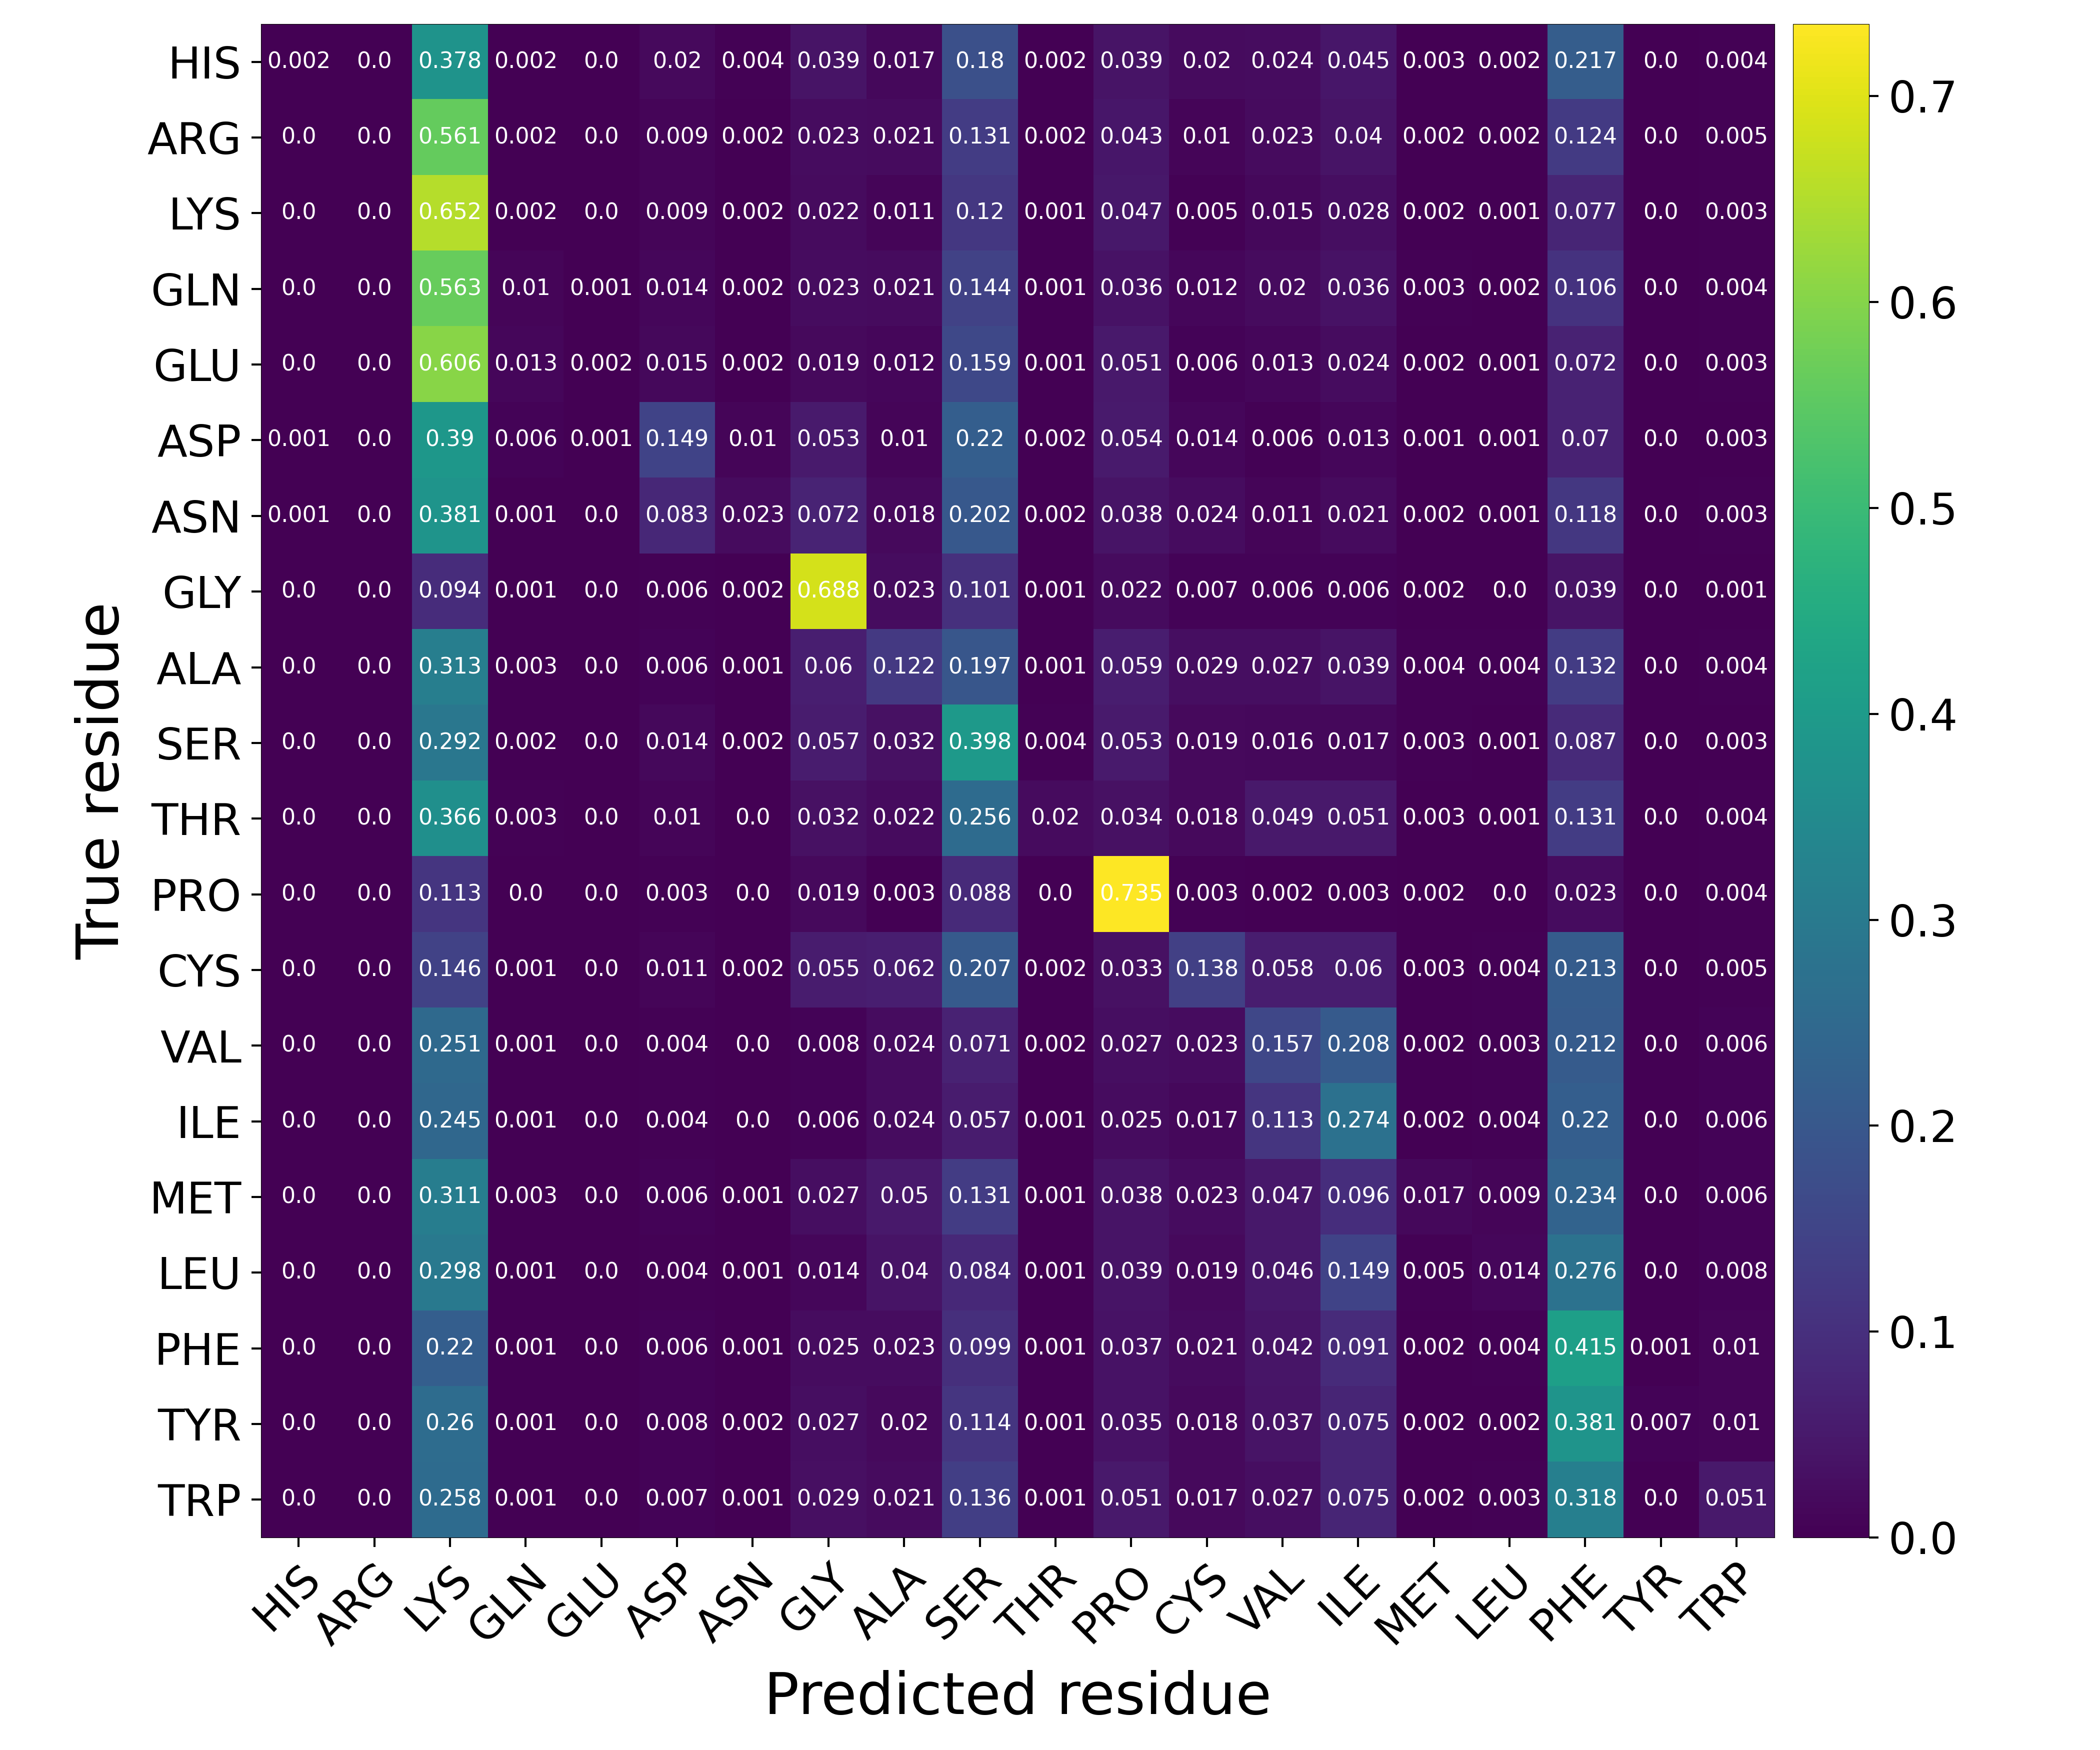 HIS 0.002 0.0 0.378 0.002 0.0 0.02 0.004 0.039 0.017 0.18 0.002 0.039 0.02 0.024 0.045 0.003 0.002 0.217 0.0 0.004
ARG 0.0 0.0 0.561 0.002 0.0 0.009 0.002 0.023 0.021 0.131 0.002 0.043 0.01 0.023 0.04 0.002 0.002 0.124 0.0 0.005
LYS 0.0 0.0 0.652 0.002 0.0 0.009 0.002 0.022 0.011 0.12 0.001 0.047 0.005 0.015 0.028 0.002 0.001 0.077 0.0 0.003
GLN 0.0 0.0 0.563 0.01 0.001 0.014 0.002 0.023 0.021 0.144 0.001 0.036 0.012 0.02 0.036 0.003 0.002 0.106 0.0 0.004
GLU 0.0 0.0 0.606 0.013 0.002 0.015 0.002 0.019 0.012 0.159 0.001 0.051 0.006 0.013 0.024 0.002 0.001 0.072 0.0 0.003
ASP 0.001 0.0 0.39 0.006 0.001 0.149 0.01 0.053 0.01 0.22 0.002 0.054 0.014 0.006 0.013 0.001 0.001 0.07 0.0 0.003
ASN 0.001 0.0 0.381 0.001 0.0 0.083 0.023 0.072 0.018 0.202 0.002 0.038 0.024 0.011 0.021 0.002 0.001 0.118 0.0 0.003
GLY 0.0 0.0 0.094 0.001 0.0 0.006 0.002 0.688 0.023 0.101 0.001 0.022 0.007 0.006 0.006 0.002 0.0 0.039 0.0 0.001
ALA 0.0 0.0 0.313 0.003 0.0 0.006 0.001 0.06 0.122 0.197 0.001 0.059 0.029 0.027 0.039 0.004 0.004 0.132 0.0 0.004
SER 0.0 0.0 0.292 0.002 0.0 0.014 0.002 0.057 0.032 0.398 0.004 0.053 0.019 0.016 0.017 0.003 0.001 0.087 0.0 0.003
THR 0.0 0.0 0.366 0.003 0.0 0.01 0.0 0.032 0.022 0.256 0.02 0.034 0.018 0.049 0.051 0.003 0.001 0.131 0.0 0.004
PRO 0.0 0.0 0.113 0.0 0.0 0.003 0.0 0.019 0.003 0.088 0.0 0.735 0.003 0.002 0.003 0.002 0.0 0.023 0.0 0.004
CYS 0.0 0.0 0.146 0.001 0.0 0.011 0.002 0.055 0.062 0.207 0.002 0.033 0.138 0.058 0.06 0.003 0.004 0.213 0.0 0.005
VAL 0.0 0.0 0.251 0.001 0.0 0.004 0.0 0.008 0.024 0.071 0.002 0.027 0.023 0.157 0.208 0.002 0.003 0.212 0.0 0.006
ILE 0.0 0.0 0.245 0.001 0.0 0.004 0.0 0.006 0.024 0.057 0.001 0.025 0.017 0.113 0.274 0.002 0.004 0.22 0.0 0.006
MET 0.0 0.0 0.311 0.003 0.0 0.006 0.001 0.027 0.05 0.131 0.001 0.038 0.023 0.047 0.096 0.017 0.009 0.234 0.0 0.006
LEU 0.0 0.0 0.298 0.001 0.0 0.004 0.001 0.014 0.04 0.084 0.001 0.039 0.019 0.046 0.149 0.005 0.014 0.276 0.0 0.008
PHE 0.0 0.0 0.22 0.001 0.0 0.006 0.001 0.025 0.023 0.099 0.001 0.037 0.021 0.042 0.091 0.002 0.004 0.415 0.001 0.01
TYR 0.0 0.0 0.26 0.001 0.0 0.008 0.002 0.027 0.02 0.114 0.001 0.035 0.018 0.037 0.075 0.002 0.002 0.381 0.007 0.01
TRP 0.0 0.0 0.258 0.001 0.0 0.007 0.001 0.029 0.021 0.136 0.001 0.051 0.017 0.027 0.075 0.002 0.003 0.318 0.0 0.051
HIS ARG LYS GLN GLU ASP ASN GLY ALA SER THR PRO CYS VAL ILE MET LEU PHE TYR TRP
Predicted residue
True residue
0.7
0.6
0.5
0.4
0.3
0.2
0.1
0.0